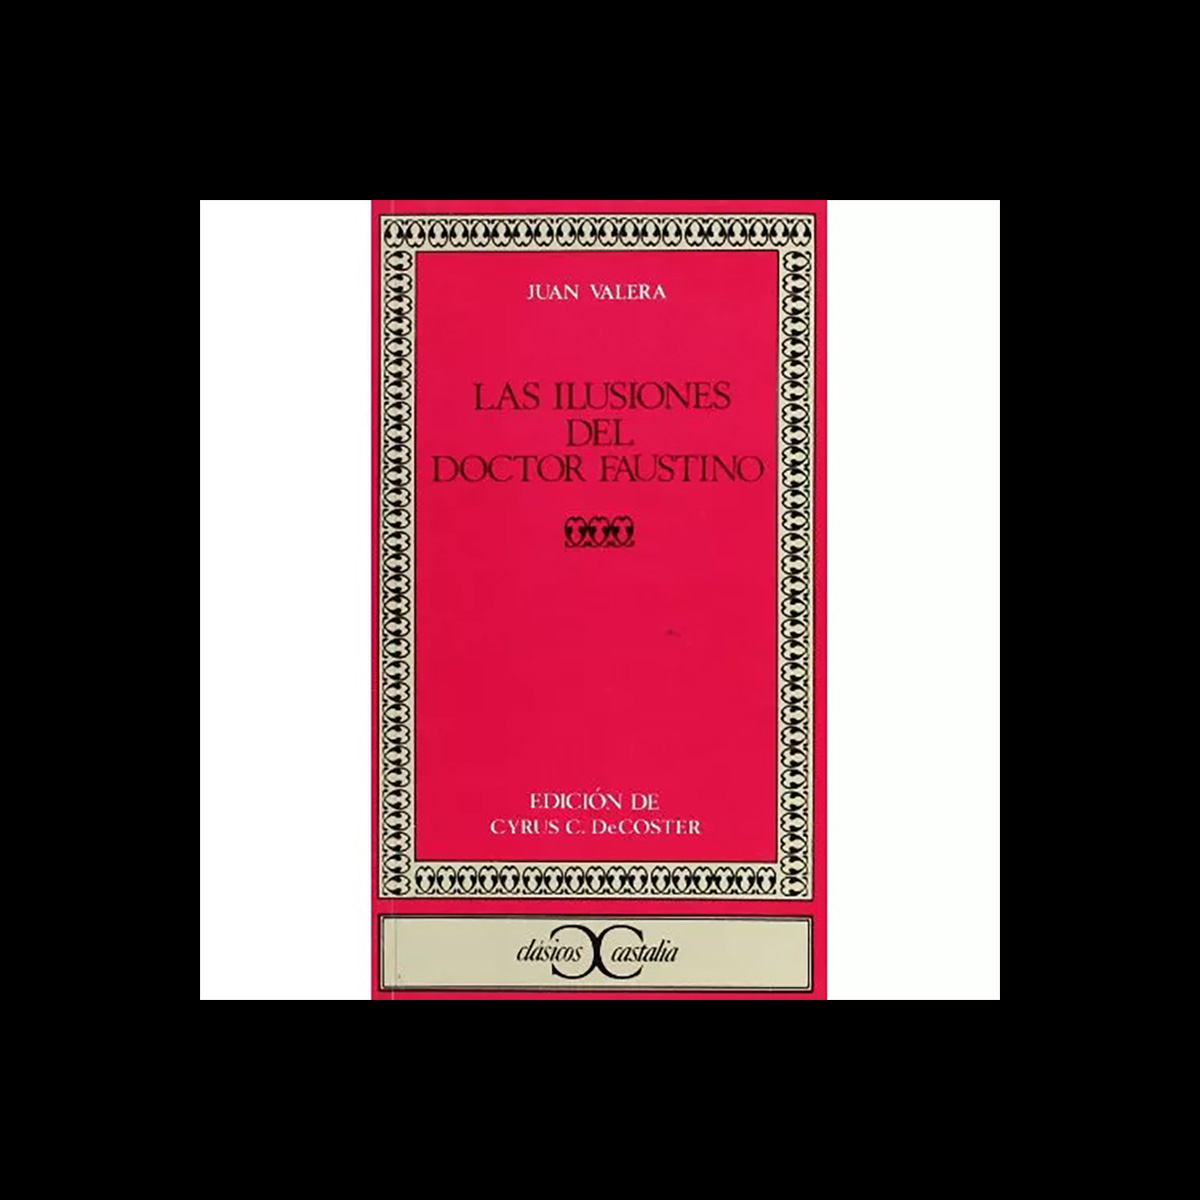 JUAN VALERA
LAS ILUSIONES
DEL
DOCTOR FAUSTINO
EDICIÓN DE
CYRUS C. DeCOSTER
clásicos castalia